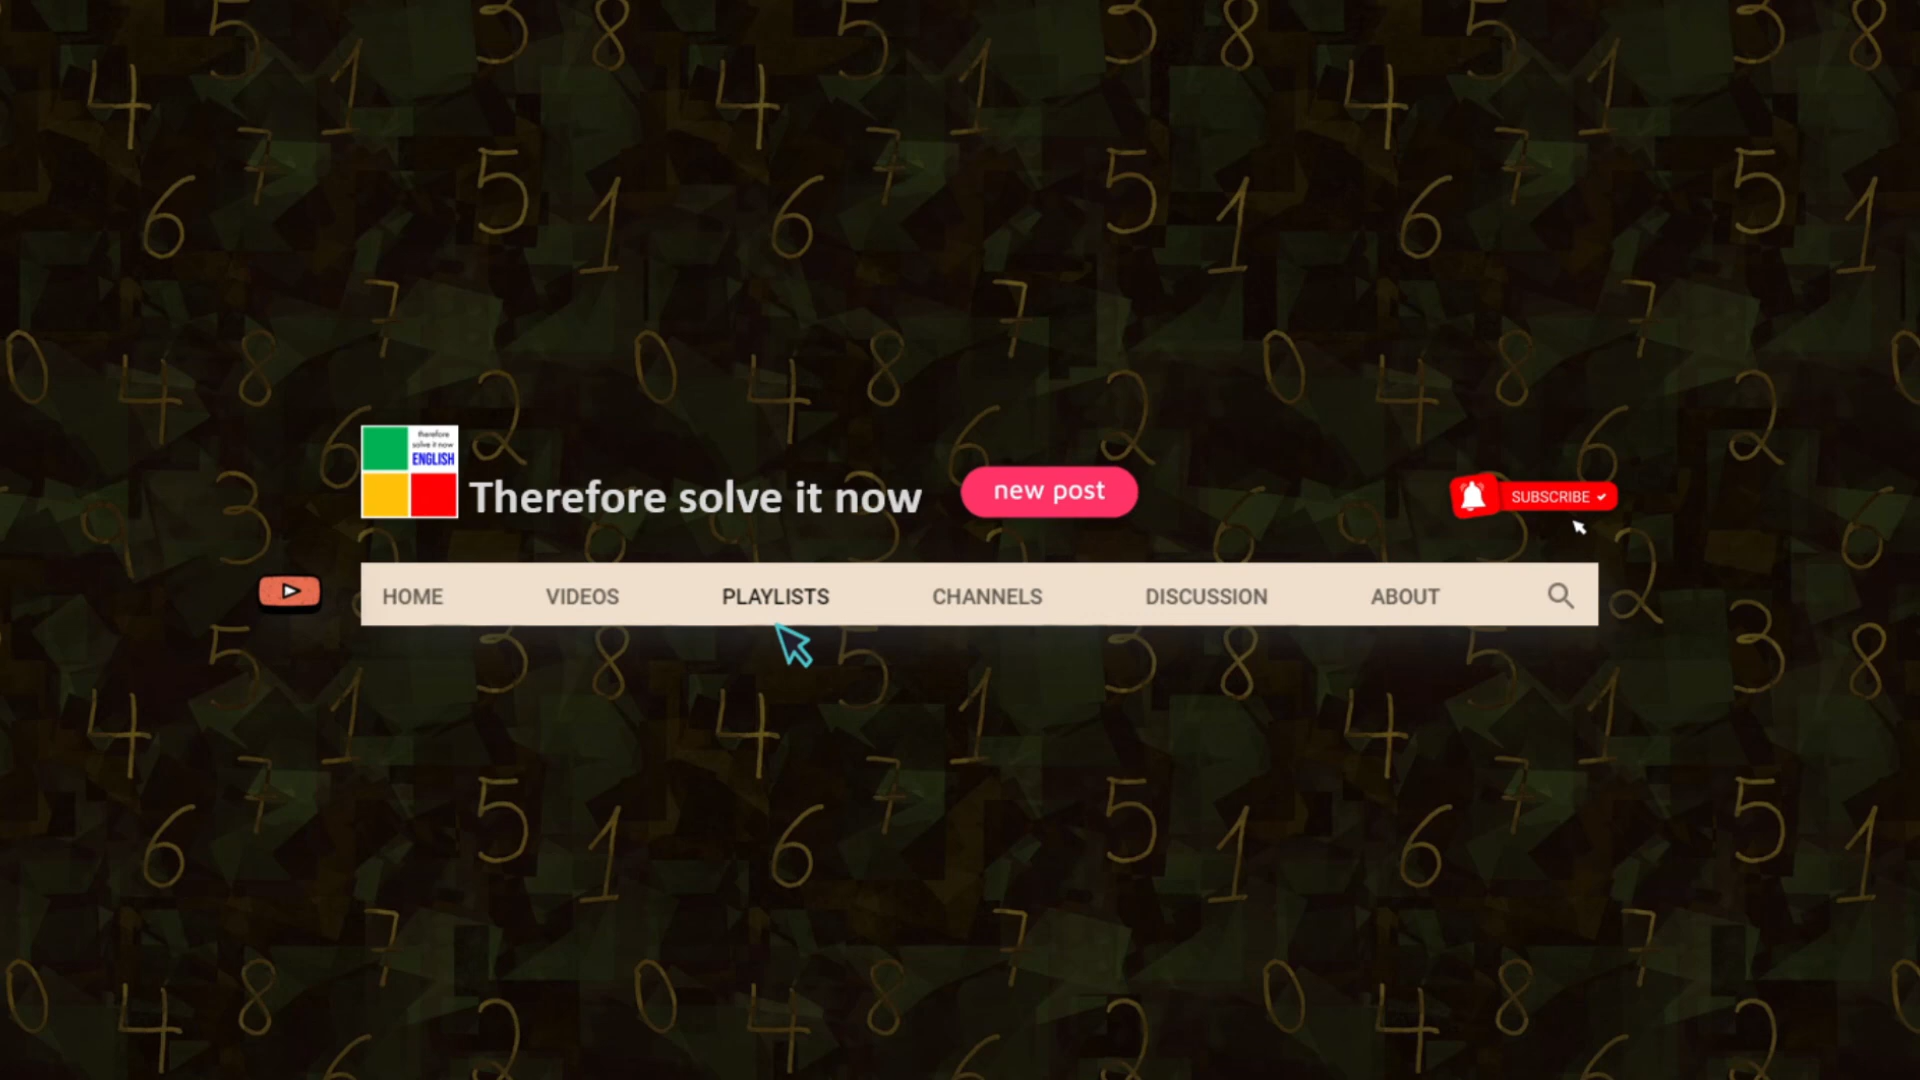 therefore
solve it now
ENGLISH
Therefore solve it now
new post
SUBSCRIBE
HOME VIDEOS PLAYLISTS CHANNELS DISCUSSION ABOUT